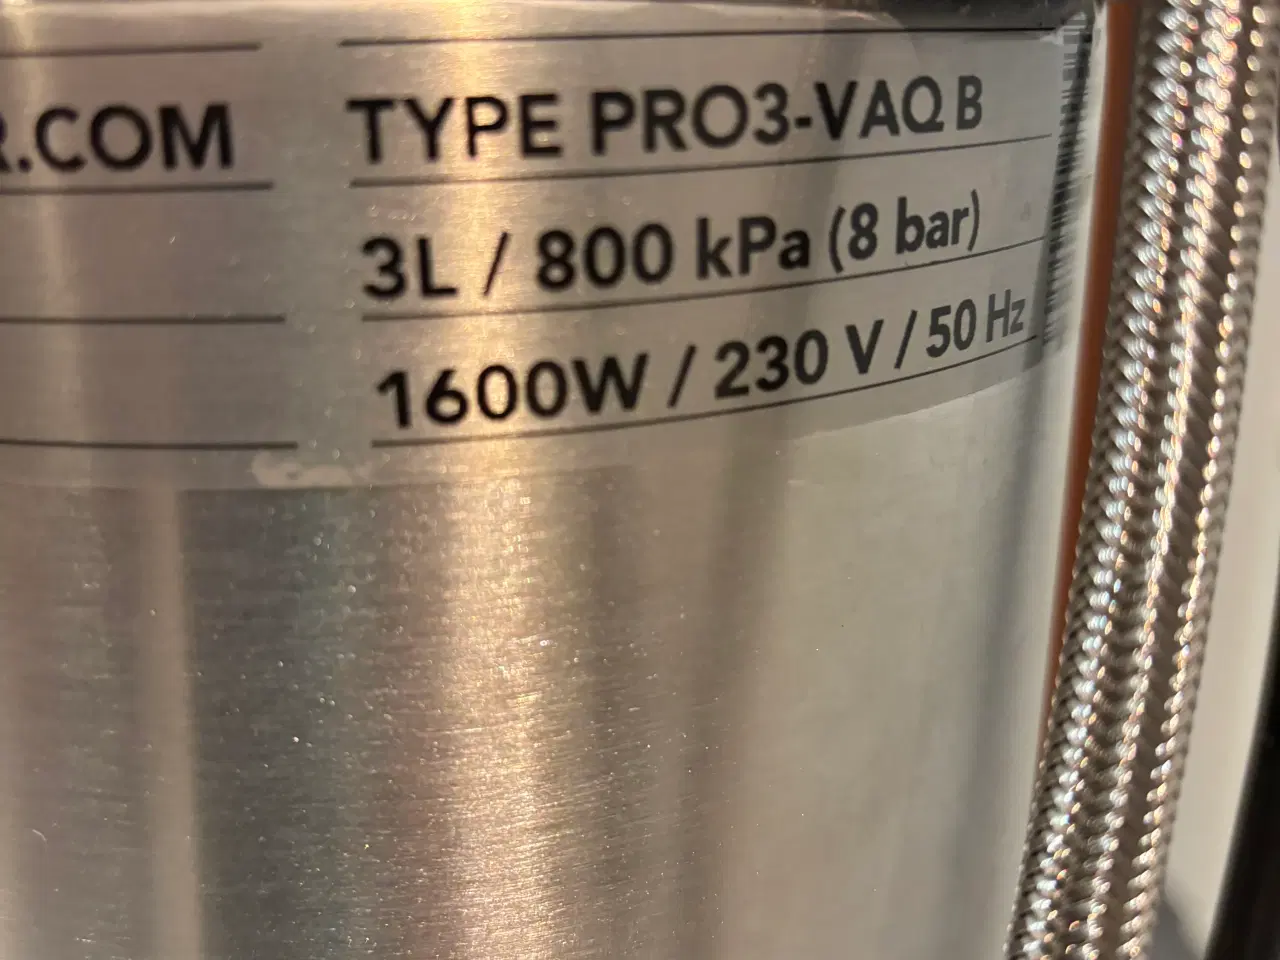 .COM
TYPE PRO3-VAQ B
3L / 800 kPa (8 bar)
1600W / 230 V / 50 Hz